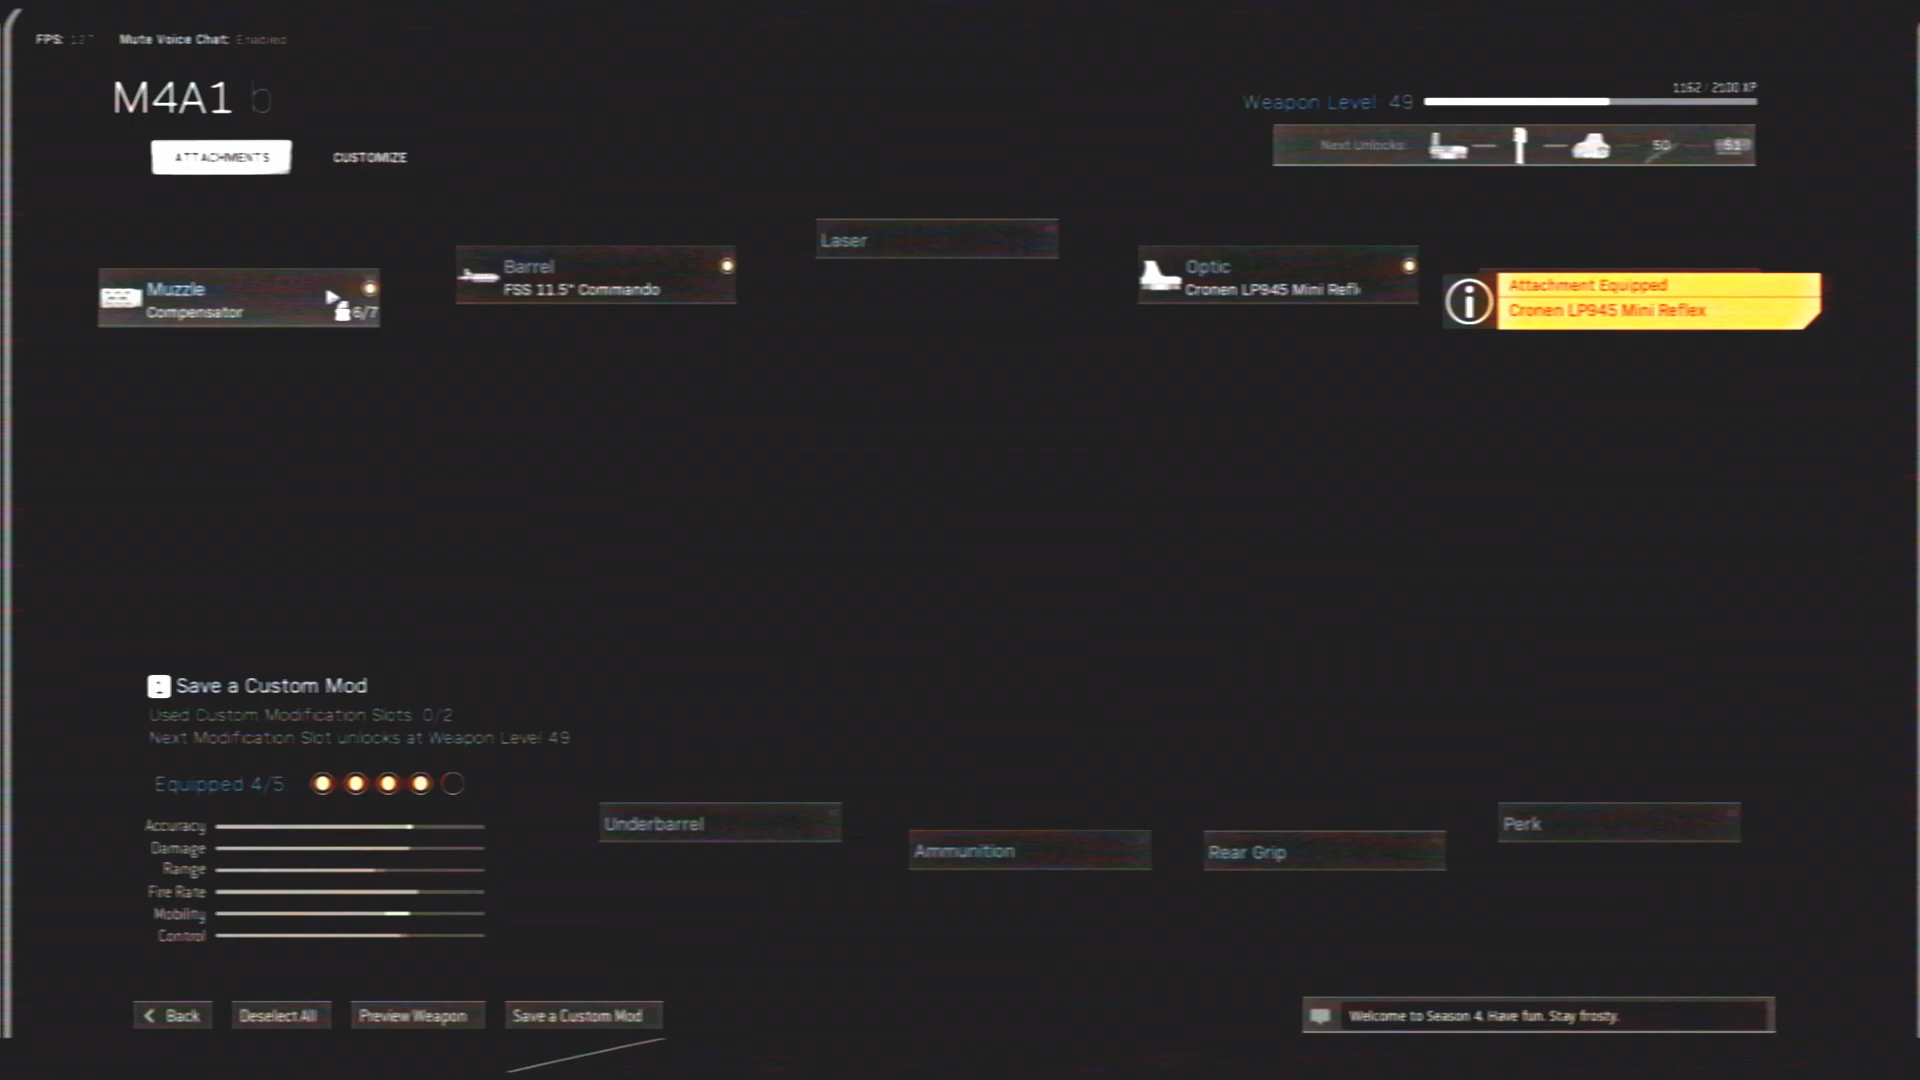 FPS: 127 Mute Voice Chat: Enabled
M4A1 b
ATTACHMENTS CUSTOMIZE
1162 / 2100 XP
Weapon Level: 49
Next Unlocks: 50 51
Laser
Muzzle
Compensator
6/7
Barrel
FSS 11.5" Commando
Optic
Cronen LP945 Mini Refl
Attachment Equipped
Cronen LP945 Mini Reflex
1 Save a Custom Mod
Used Custom Modification Slots: 0/2
Next Modification Slot unlocks at Weapon Level 49
Equipped 4/5
Accuracy
Damage
Range
Fire Rate
Mobility
Control
Underbarrel
Ammunition
Rear Grip
Perk
Back
Deselect All
Preview Weapon
Save a Custom Mod
Welcome to Season 4. Have fun. Stay frosty.